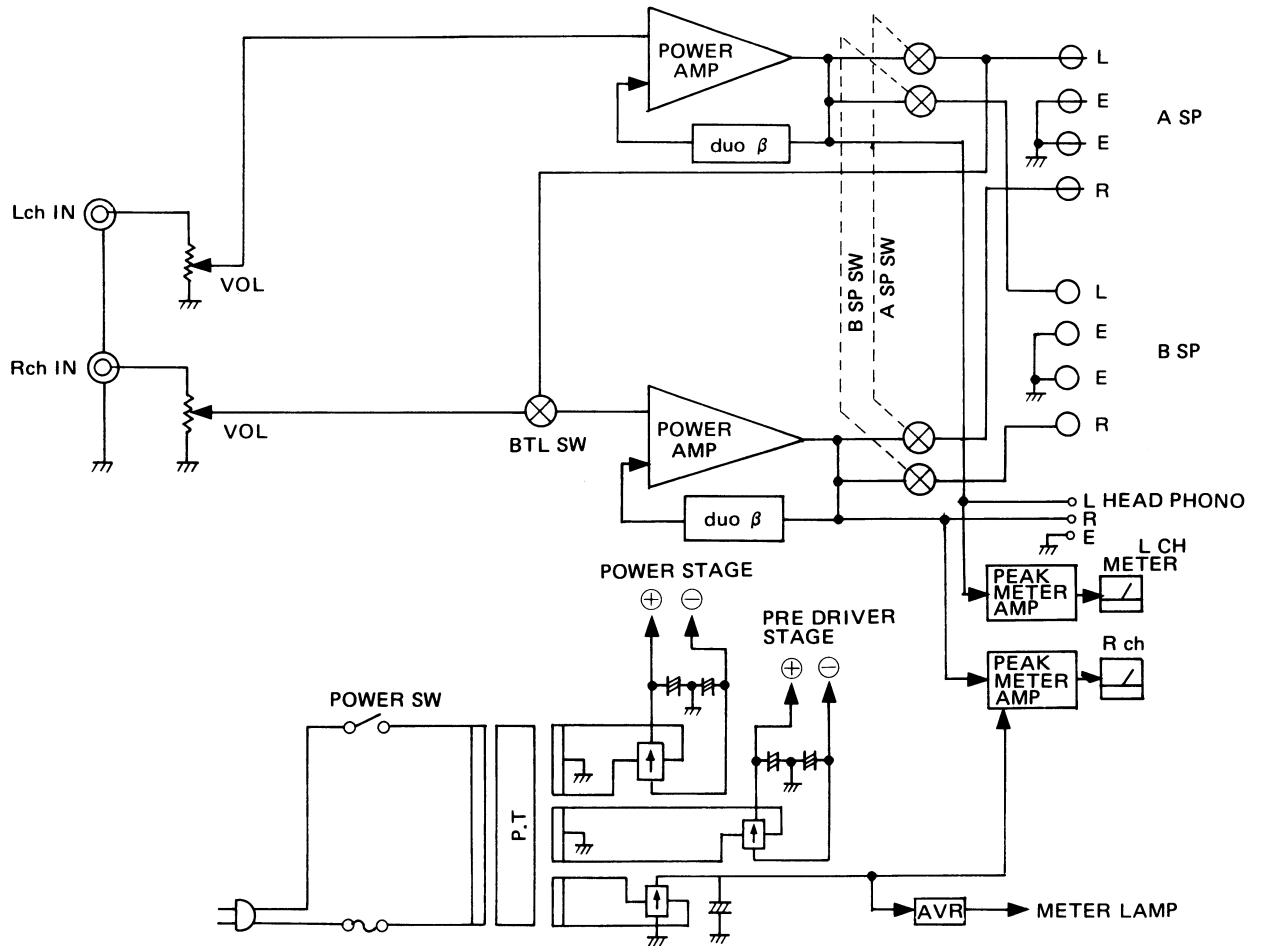 POWER
AMP
duo β
L
E
E
R
A SP
Lch IN
VOL
B SP SW
A SP SW
L
E
E
R
B SP
Rch IN
VOL
BTL SW
POWER
AMP
duo β
L HEAD PHONO
R
E
L CH
METER
PEAK
METER
AMP
POWER STAGE
+ −
PRE DRIVER
STAGE
+ −
R ch
PEAK
METER
AMP
POWER SW
P.T
AVR
METER LAMP